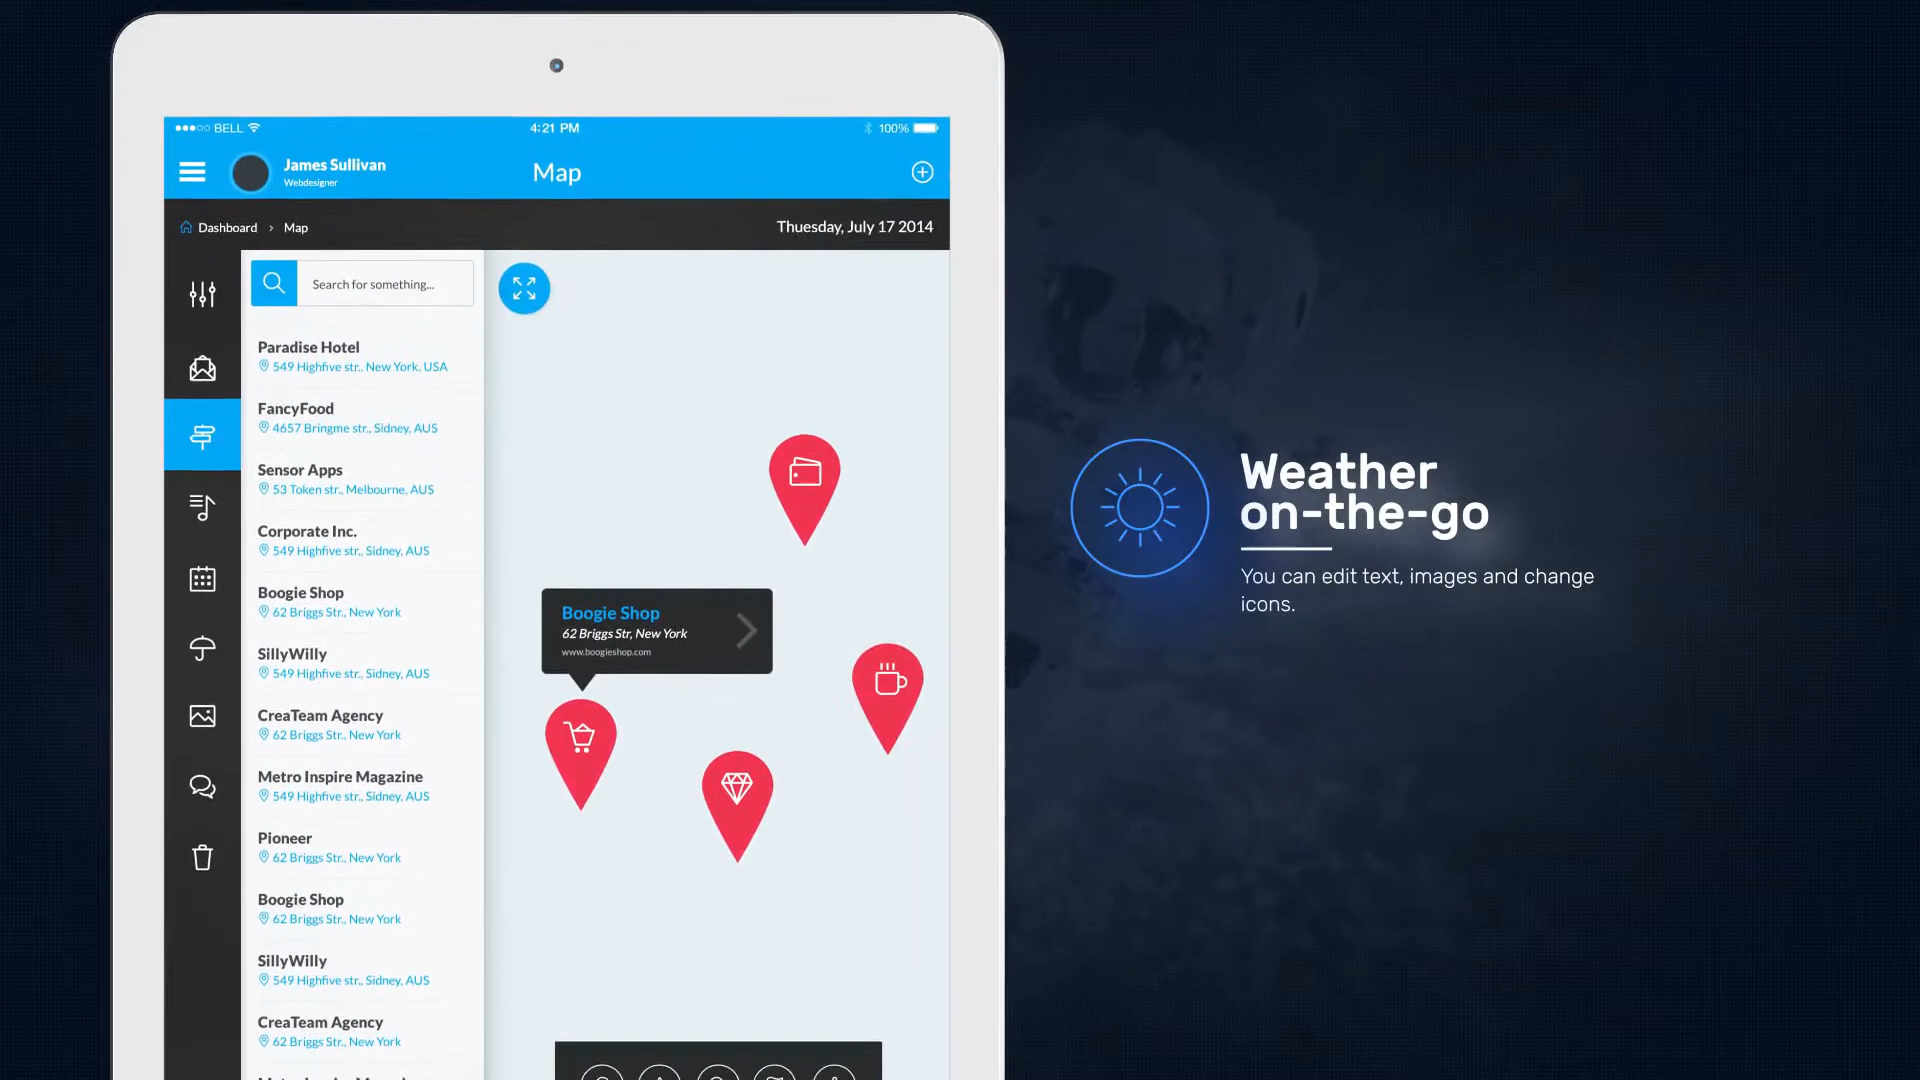 BELL
4:21 PM
100%
James Sullivan
Webdesigner
Map
Dashboard › Map
Thuesday, July 17 2014
Search for something...
Paradise Hotel
549 Highfive str., New York. USA
FancyFood
4657 Bringme str., Sidney, AUS
Sensor Apps
53 Token str., Melbourne, AUS
Corporate Inc.
549 Highfive str., Sidney, AUS
Boogie Shop
62 Briggs Str., New York
SillyWilly
549 Highfive str., Sidney, AUS
CreaTeam Agency
62 Briggs Str., New York
Metro Inspire Magazine
549 Highfive str., Sidney, AUS
Pioneer
62 Briggs Str., New York
Boogie Shop
62 Briggs Str., New York
SillyWilly
549 Highfive str., Sidney, AUS
CreaTeam Agency
62 Briggs Str., New York
Boogie Shop
62 Briggs Str, New York
www.boogieshop.com
Weather
on-the-go
You can edit text, images and change
icons.